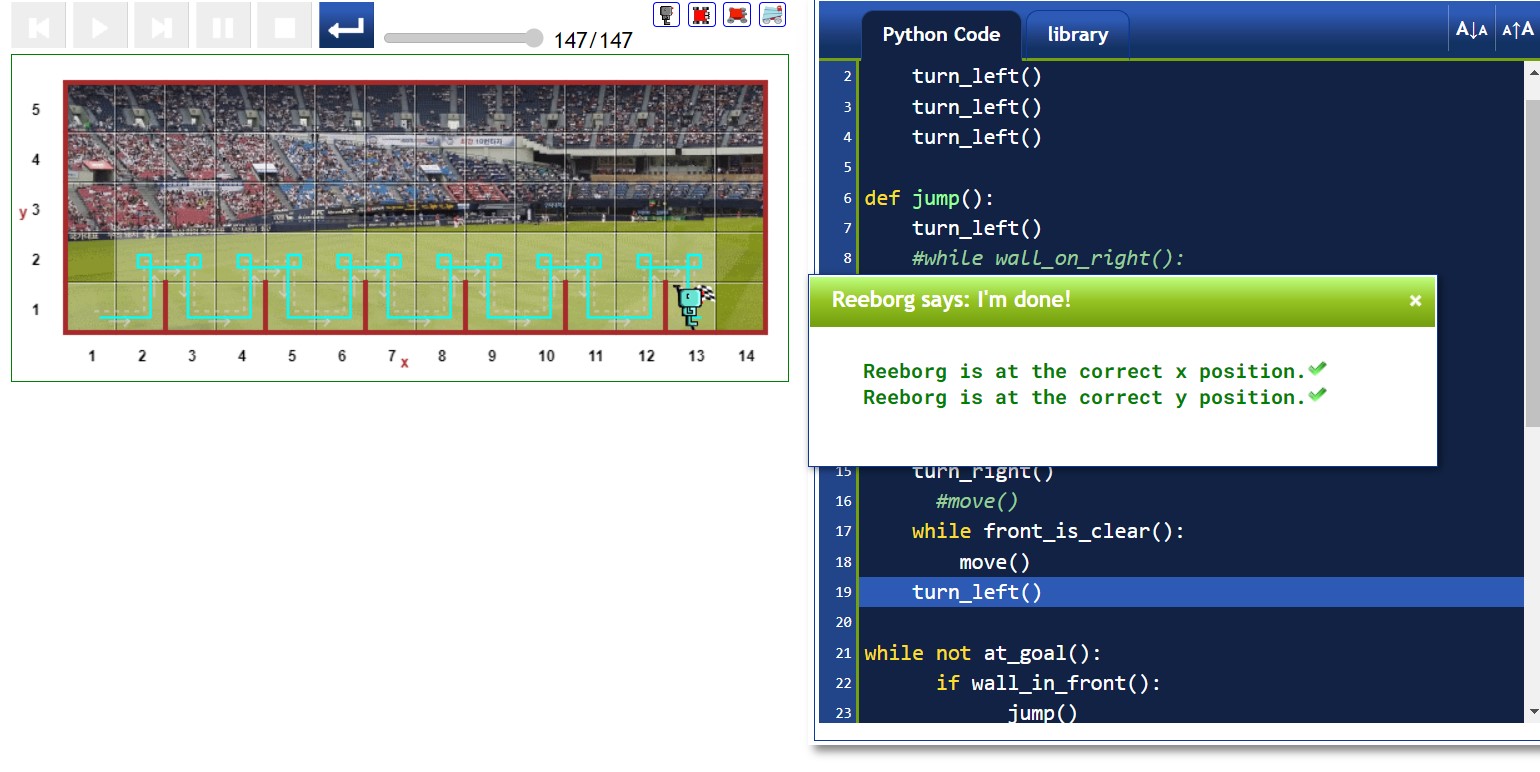 147/147
Python Code
library
A↓A
A↑A
5
4
y 3
2
1
1 2 3 4 5 6 7 x 8 9 10 11 12 13 14
2 turn_left()
3 turn_left()
4 turn_left()
5
6 def jump():
7 turn_left()
8 #while wall_on_right():
Reeborg says: I'm done! ×
Reeborg is at the correct x position.✔
Reeborg is at the correct y position.✔
15 turn_right()
16 #move()
17 while front_is_clear():
18 move()
19 turn_left()
20
21 while not at_goal():
22 if wall_in_front():
23 jump()